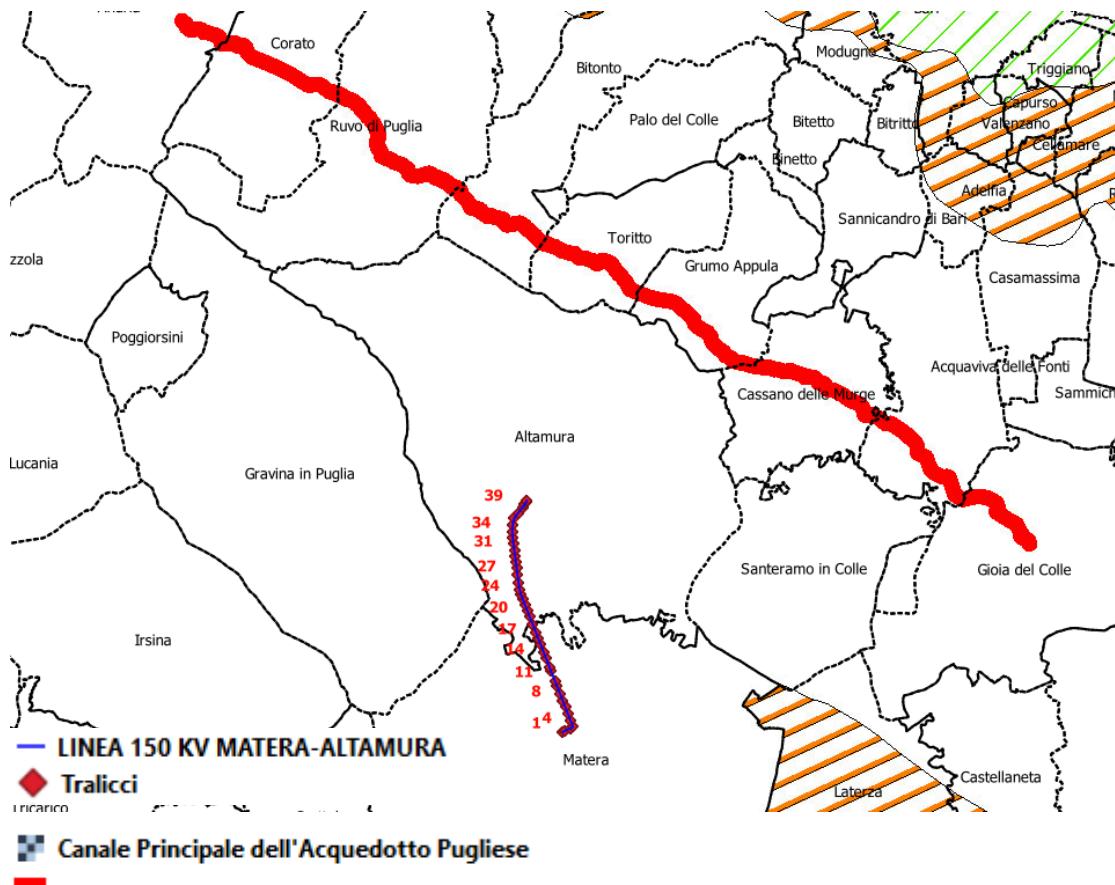 Corato
Modugno
Bitonto
Triggiano
Capurso
Ruvo di Puglia
Palo del Colle
Bitetto
Bitritto
Valenzano
Cellamare
Binetto
Adelfia
Sannicandro di Bari
Toritto
zzola
Grumo Appula
Casamassima
Poggiorsini
Acquaviva delle Fonti
Cassano delle Murge
Sammich
Altamura
Lucania
Gravina in Puglia
39
34
31
27
Santeramo in Colle
Gioia del Colle
24
20
17
Irsina
14
11
8
1 4
Matera
Castellaneta
Laterza
LINEA 150 KV MATERA-ALTAMURA
Tralicci
Canale Principale dell'Acquedotto Pugliese